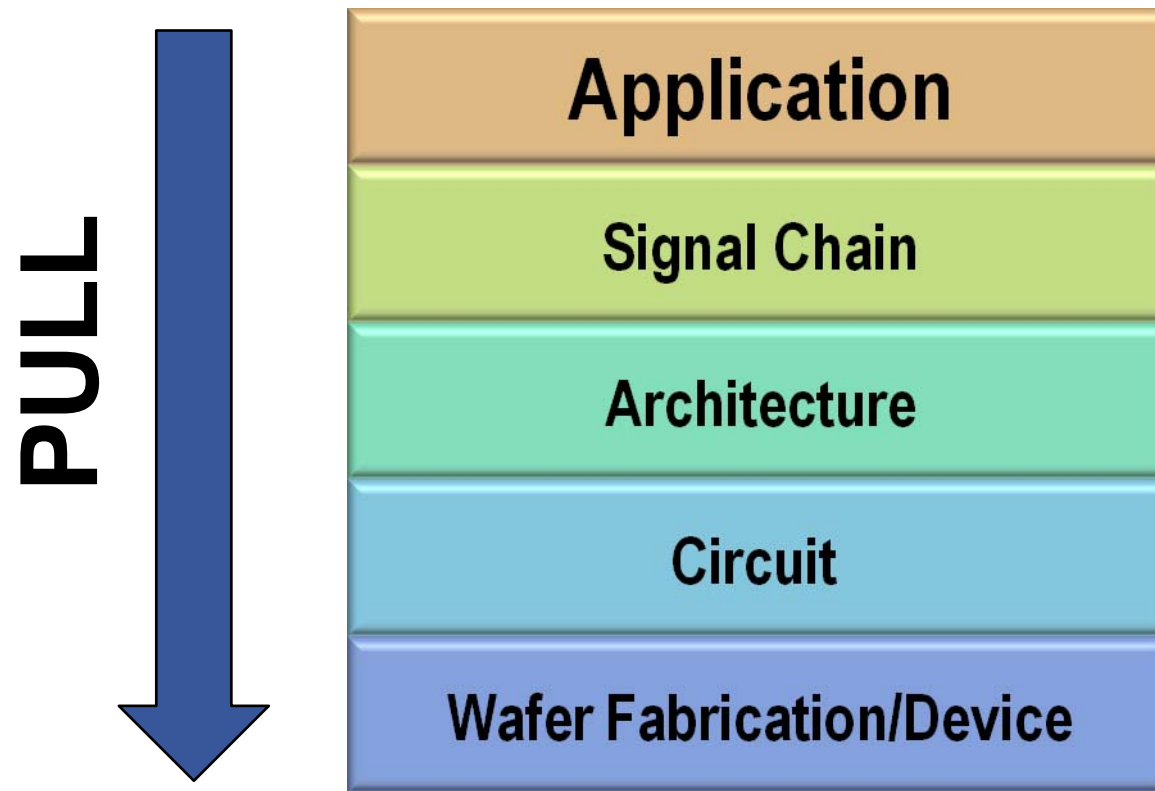 PULL
Application
Signal Chain
Architecture
Circuit
Wafer Fabrication/Device